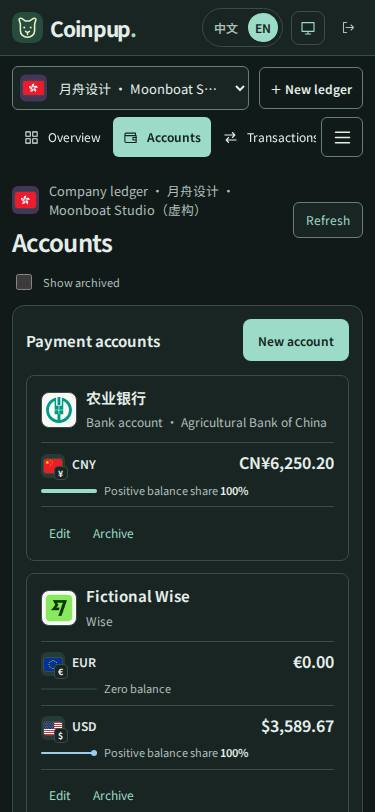 Coinpup.
中文
EN
月舟设计 · Moonboat S···
+ New ledger
Overview
Accounts
Transactions
Company ledger · 月舟设计 ·
Moonboat Studio（虚构）
Refresh
Accounts
Show archived
Payment accounts
New account
农业银行
Bank account · Agricultural Bank of China
¥
CNY
CN¥6,250.20
Positive balance share 100%
Edit
Archive
Fictional Wise
Wise
€
EUR
€0.00
Zero balance
$
USD
$3,589.67
Positive balance share 100%
Edit
Archive